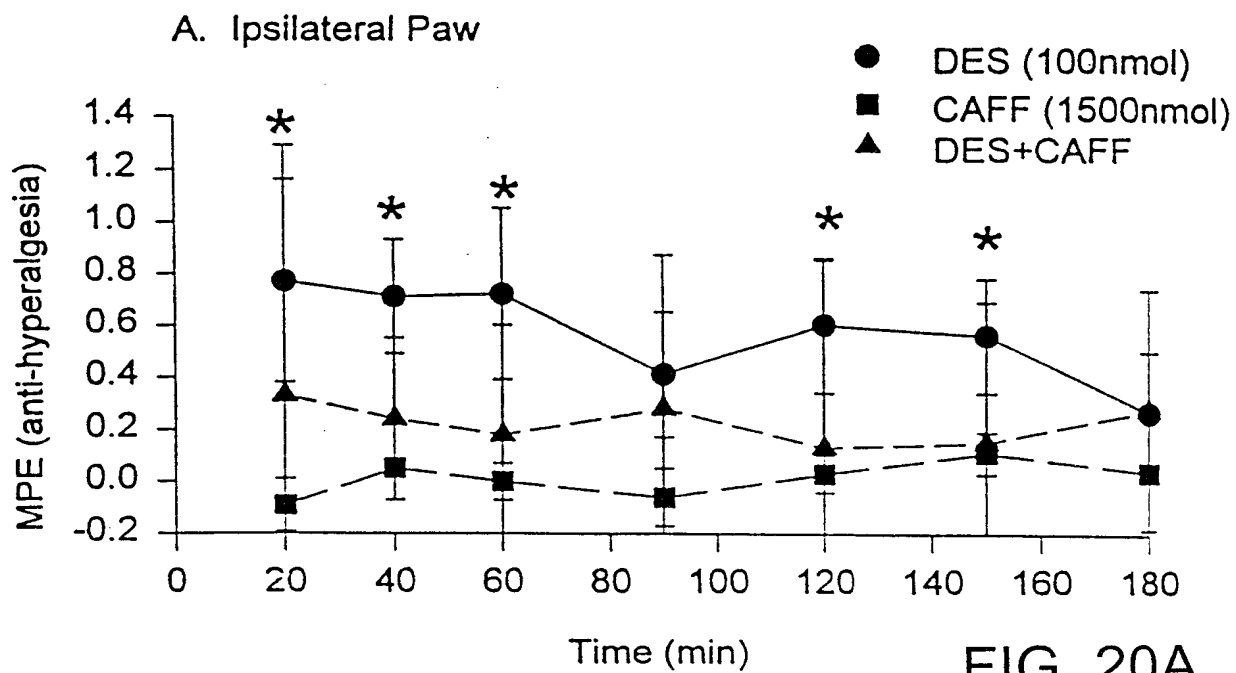 A. Ipsilateral Paw
DES (100nmol)
CAFF (1500nmol)
DES+CAFF
MPE (anti-hyperalgesia)
1.4
1.2
1.0
0.8
0.6
0.4
0.2
0.0
-0.2
* * * * *
0 20 40 60 80 100 120 140 160 180
Time (min)
FIG. 20A